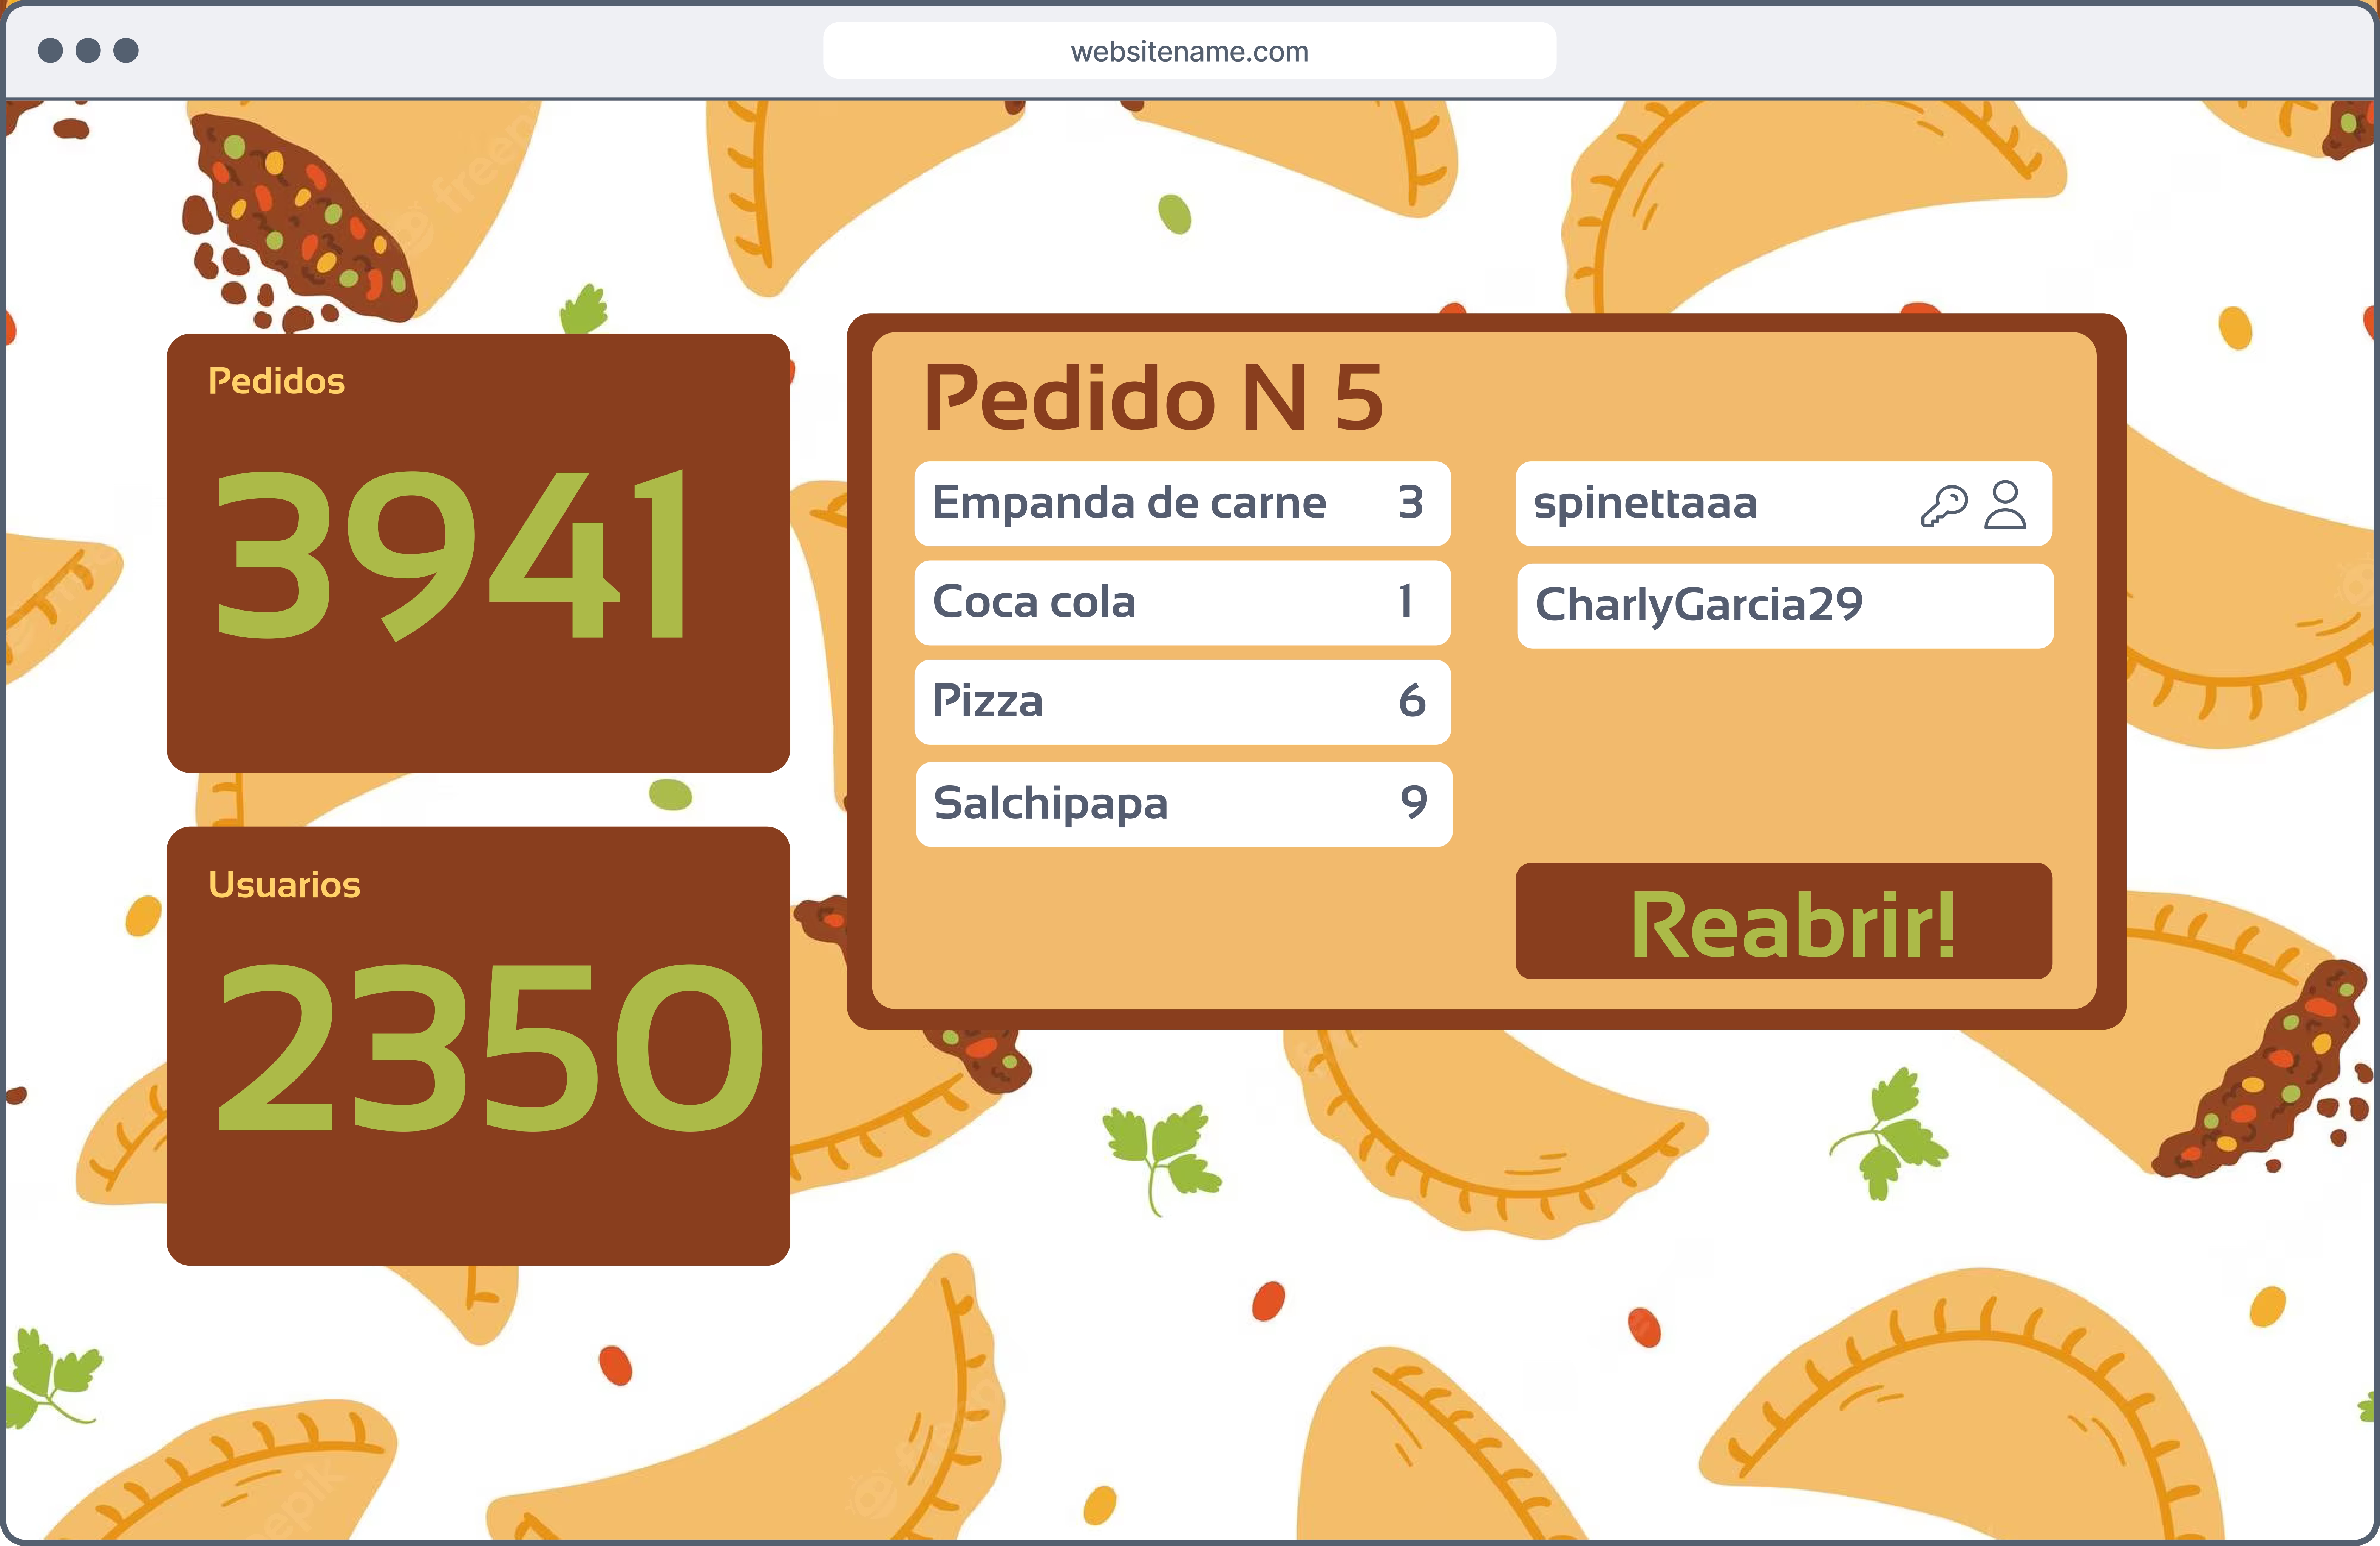 websitename.com
Pedidos
3941
Usuarios
2350
Pedido N 5
Empanda de carne 3
Coca cola 1
Pizza 6
Salchipapa 9
spinettaaa
CharlyGarcia29
Reabrir!